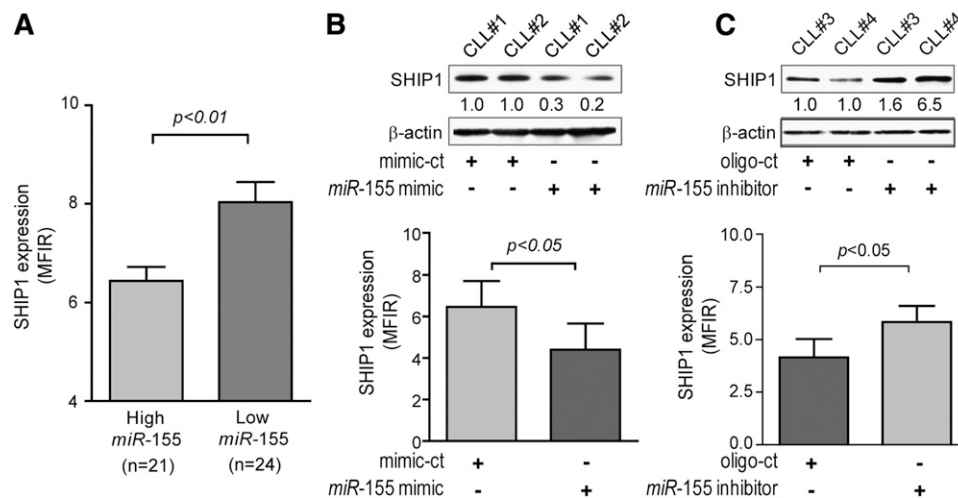 A
SHIP1 expression
(MFIR)
10
8
6
4
p<0.01
High
miR-155
(n=21)
Low
miR-155
(n=24)
B
CLL#1 CLL#2 CLL#1 CLL#2
SHIP1
1.0 1.0 0.3 0.2
β-actin
mimic-ct + + - -
miR-155 mimic - - + +
SHIP1 expression
(MFIR)
10
8
6
4
2
0
p<0.05
mimic-ct + -
miR-155 mimic - +
C
CLL#3 CLL#4 CLL#3 CLL#4
SHIP1
1.0 1.0 1.6 6.5
β-actin
oligo-ct + + - -
miR-155 inhibitor - - + +
SHIP1 expression
(MFIR)
10.0
7.5
5.0
2.5
0.0
p<0.05
oligo-ct + -
miR-155 inhibitor - +